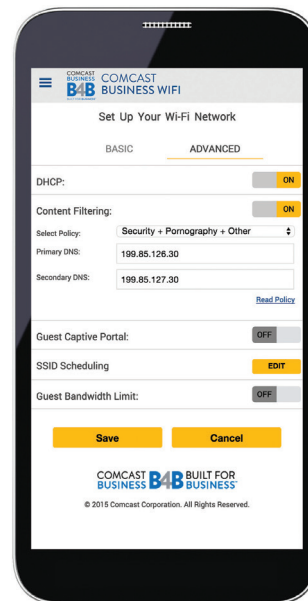 COMCAST BUSINESS B4B COMCAST BUSINESS WIFI
Set Up Your Wi-Fi Network
BASIC ADVANCED
DHCP: ON
Content Filtering: ON
Select Policy: Security + Pornography + Other
Primary DNS: 199.85.126.30
Secondary DNS: 199.85.127.30
Read Policy
Guest Captive Portal: OFF
SSID Scheduling EDIT
Guest Bandwidth Limit: OFF
Save Cancel
COMCAST BUSINESS B4B BUILT FOR BUSINESS™
© 2015 Comcast Corporation. All Rights Reserved.